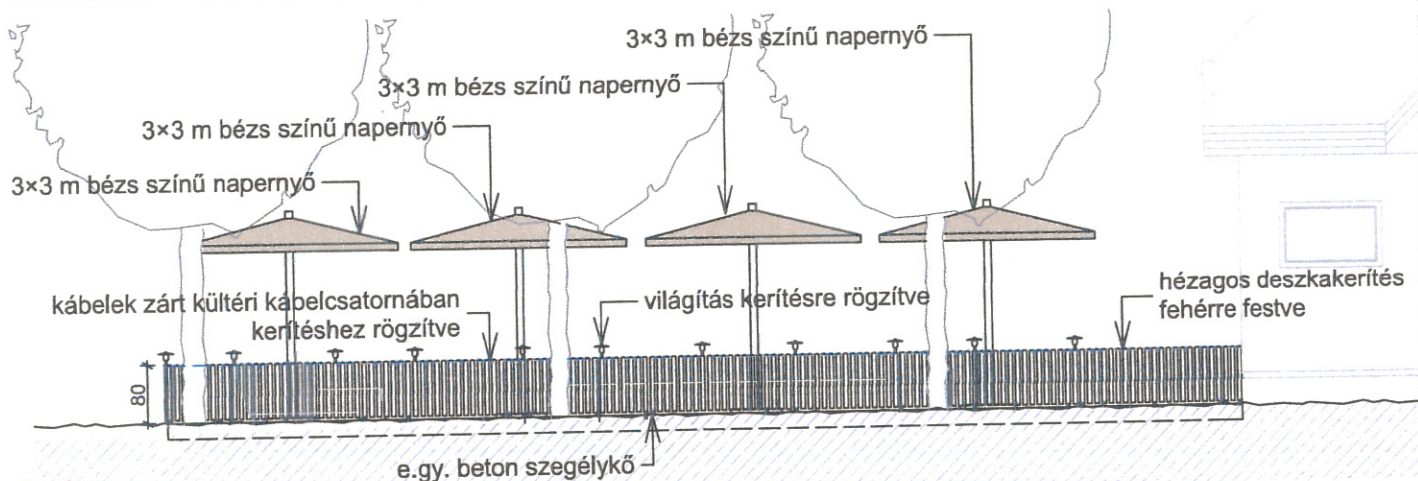 3×3 m bézs színű napernyő
3×3 m bézs színű napernyő
3×3 m bézs színű napernyő
3×3 m bézs színű napernyő
kábelek zárt kültéri kábelcsatornában
kerítéshez rögzítve
világítás kerítésre rögzítve
hézagos deszkakerítés
fehérre festve
80
e.gy. beton szegélykő